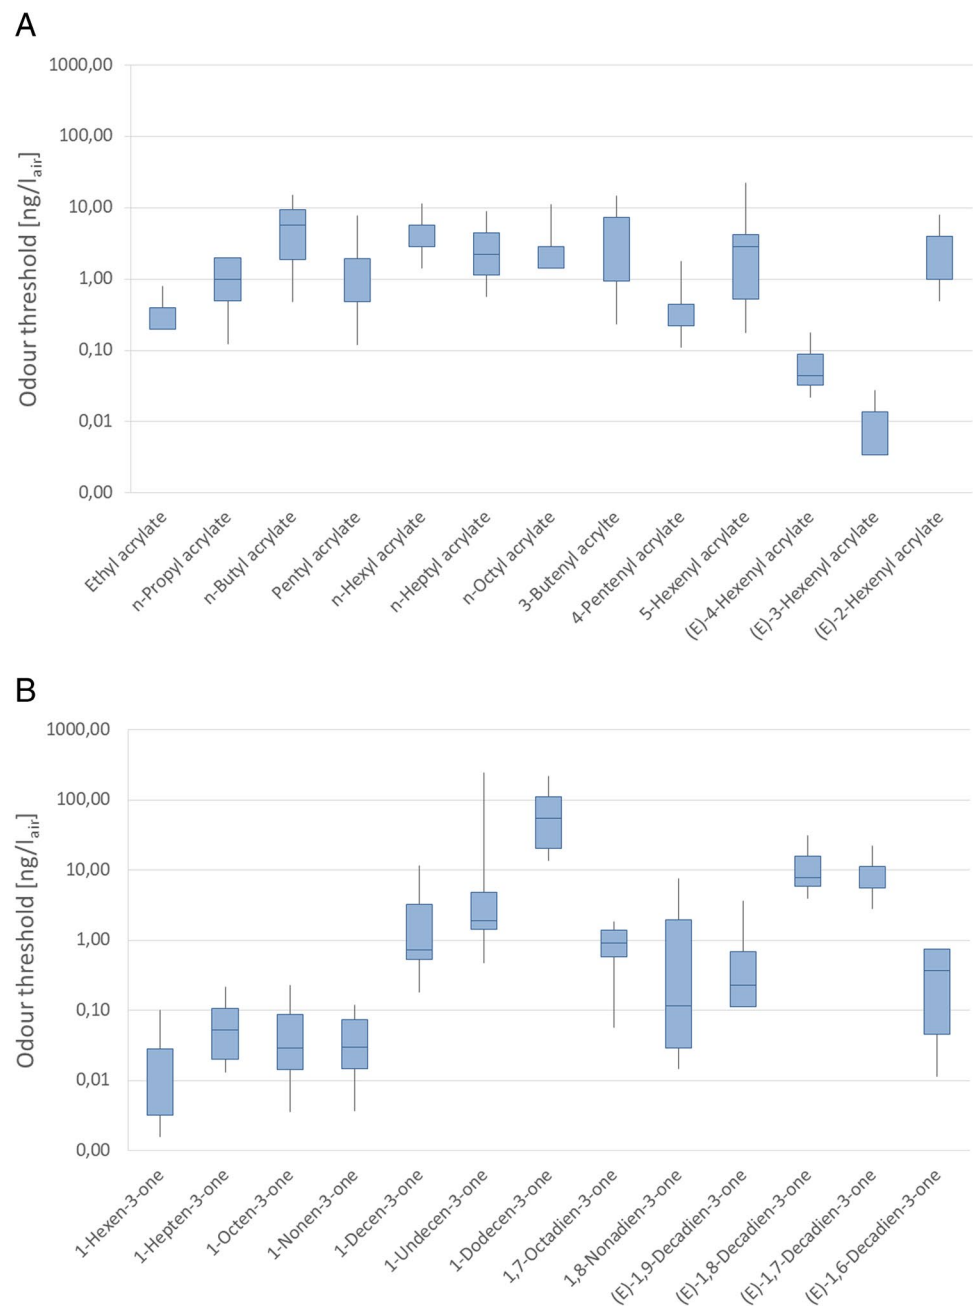 A
1000,00
100,00
10,00
1,00
0,10
0,01
0,00
Odour threshold [ng/lair]
Ethyl acrylate
n-Propyl acrylate
n-Butyl acrylate
Pentyl acrylate
n-Hexyl acrylate
n-Heptyl acrylate
n-Octyl acrylate
3-Butenyl acrylte
4-Pentenyl acrylate
5-Hexenyl acrylate
(E)-4-Hexenyl acrylate
(E)-3-Hexenyl acrylate
(E)-2-Hexenyl acrylate
B
1000,00
100,00
10,00
1,00
0,10
0,01
0,00
Odour threshold [ng/lair]
1-Hexen-3-one
1-Hepten-3-one
1-Octen-3-one
1-Nonen-3-one
1-Decen-3-one
1-Undecen-3-one
1-Dodecen-3-one
1,7-Octadien-3-one
1,8-Nonadien-3-one
(E)-1,9-Decadien-3-one
(E)-1,8-Decadien-3-one
(E)-1,7-Decadien-3-one
(E)-1,6-Decadien-3-one